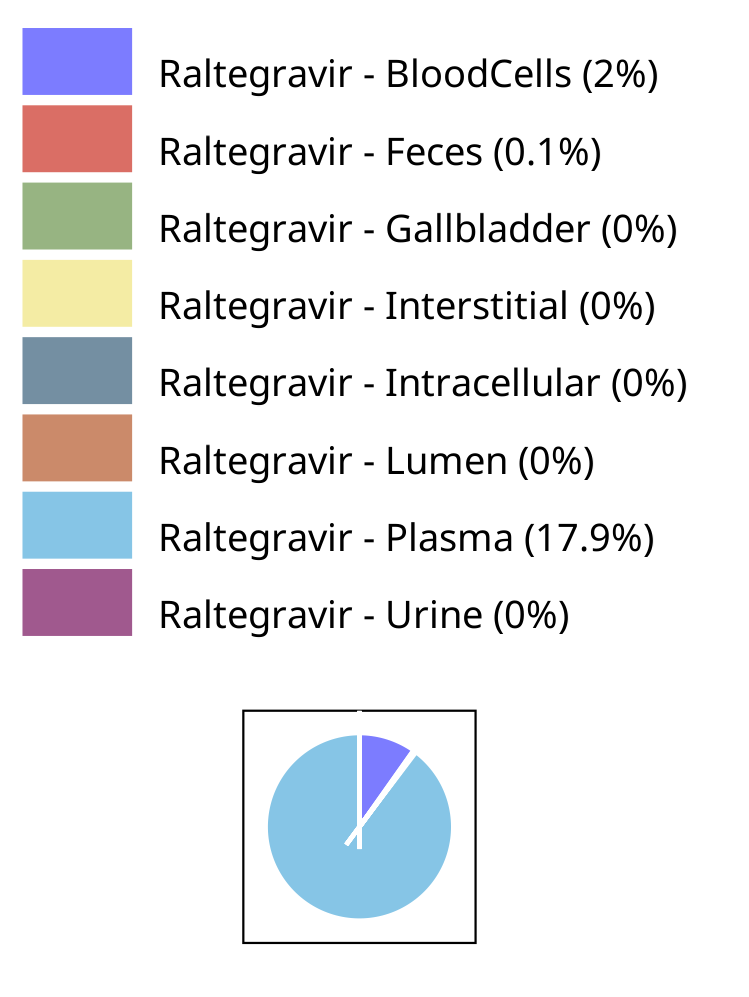 Raltegravir - BloodCells (2%)
Raltegravir - Feces (0.1%)
Raltegravir - Gallbladder (0%)
Raltegravir - Interstitial (0%)
Raltegravir - Intracellular (0%)
Raltegravir - Lumen (0%)
Raltegravir - Plasma (17.9%)
Raltegravir - Urine (0%)